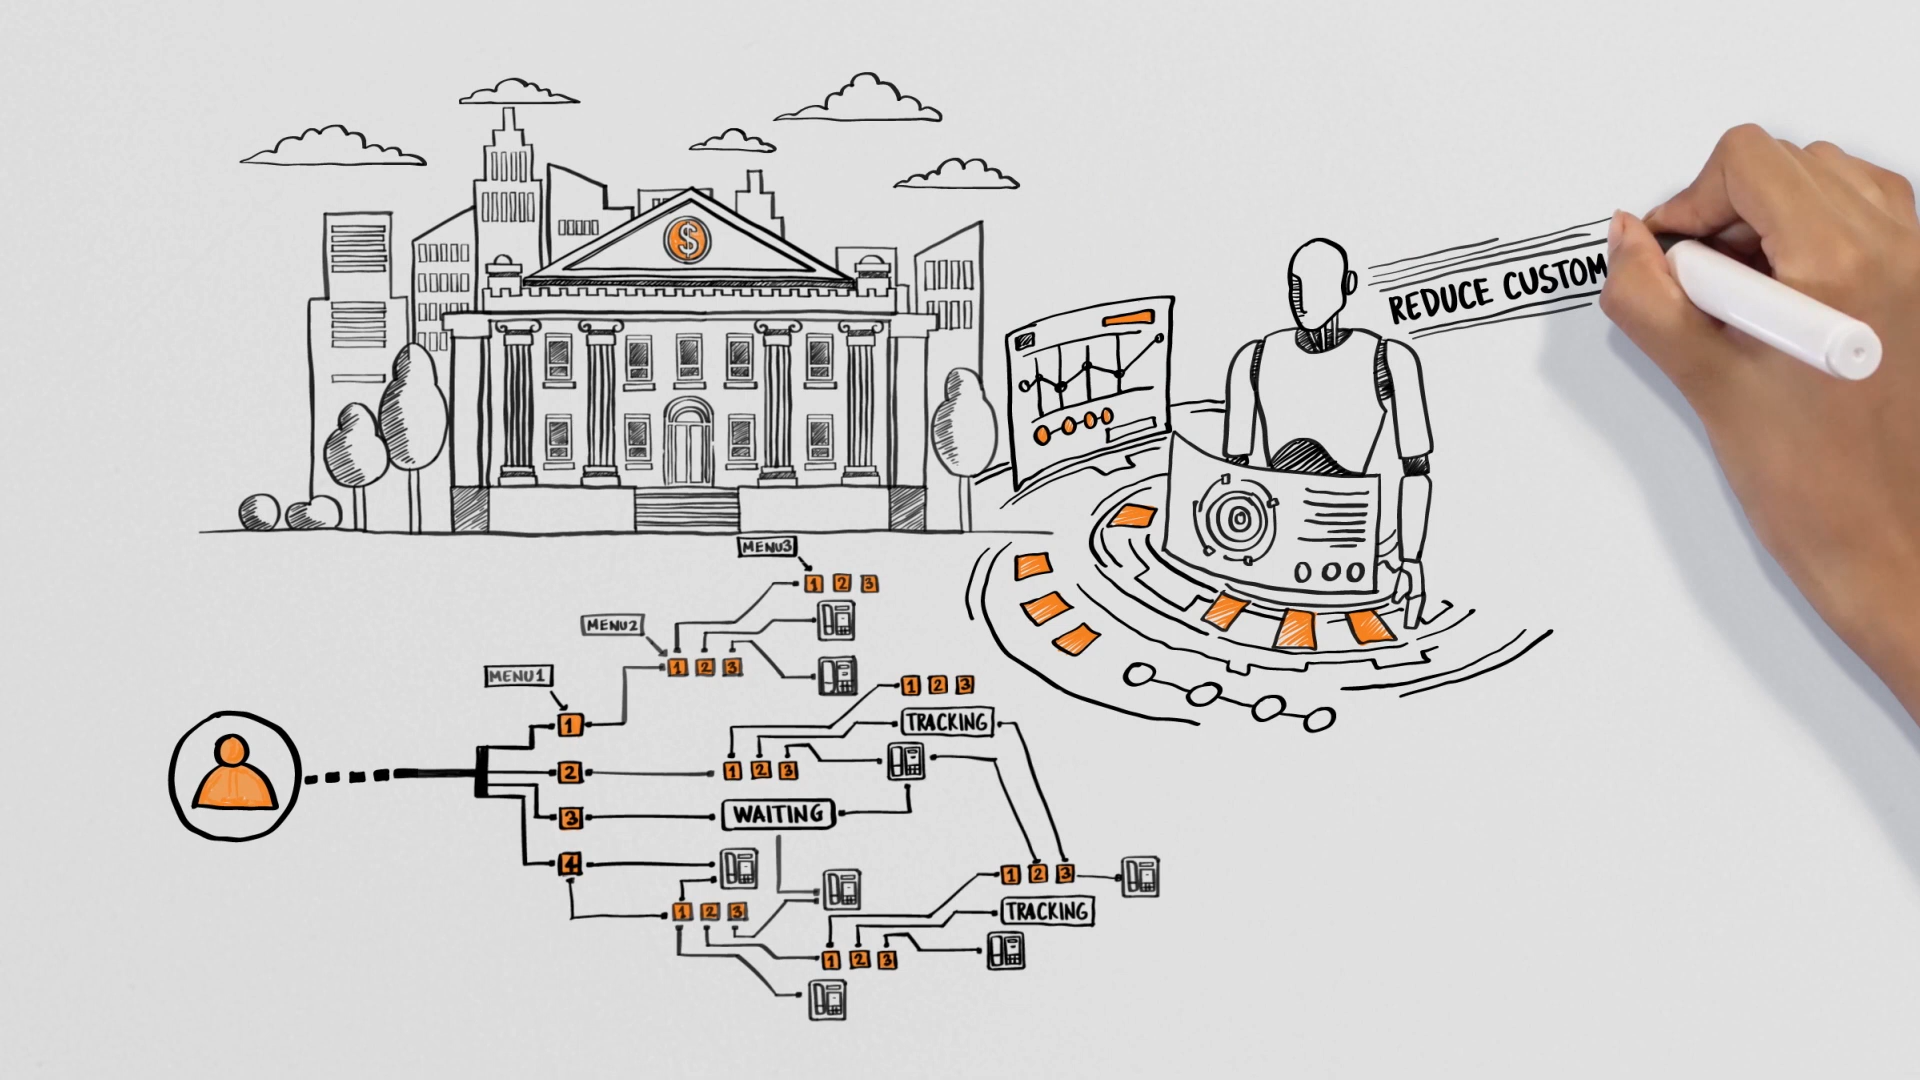 $
REDUCE CUSTOM
MENU3
1 2 3
MENU2
1 2 3
MENU1
1 2 3
1
TRACKING
2
1 2 3
3
WAITING
4
1 2 3
1 2 3
TRACKING
1 2 3